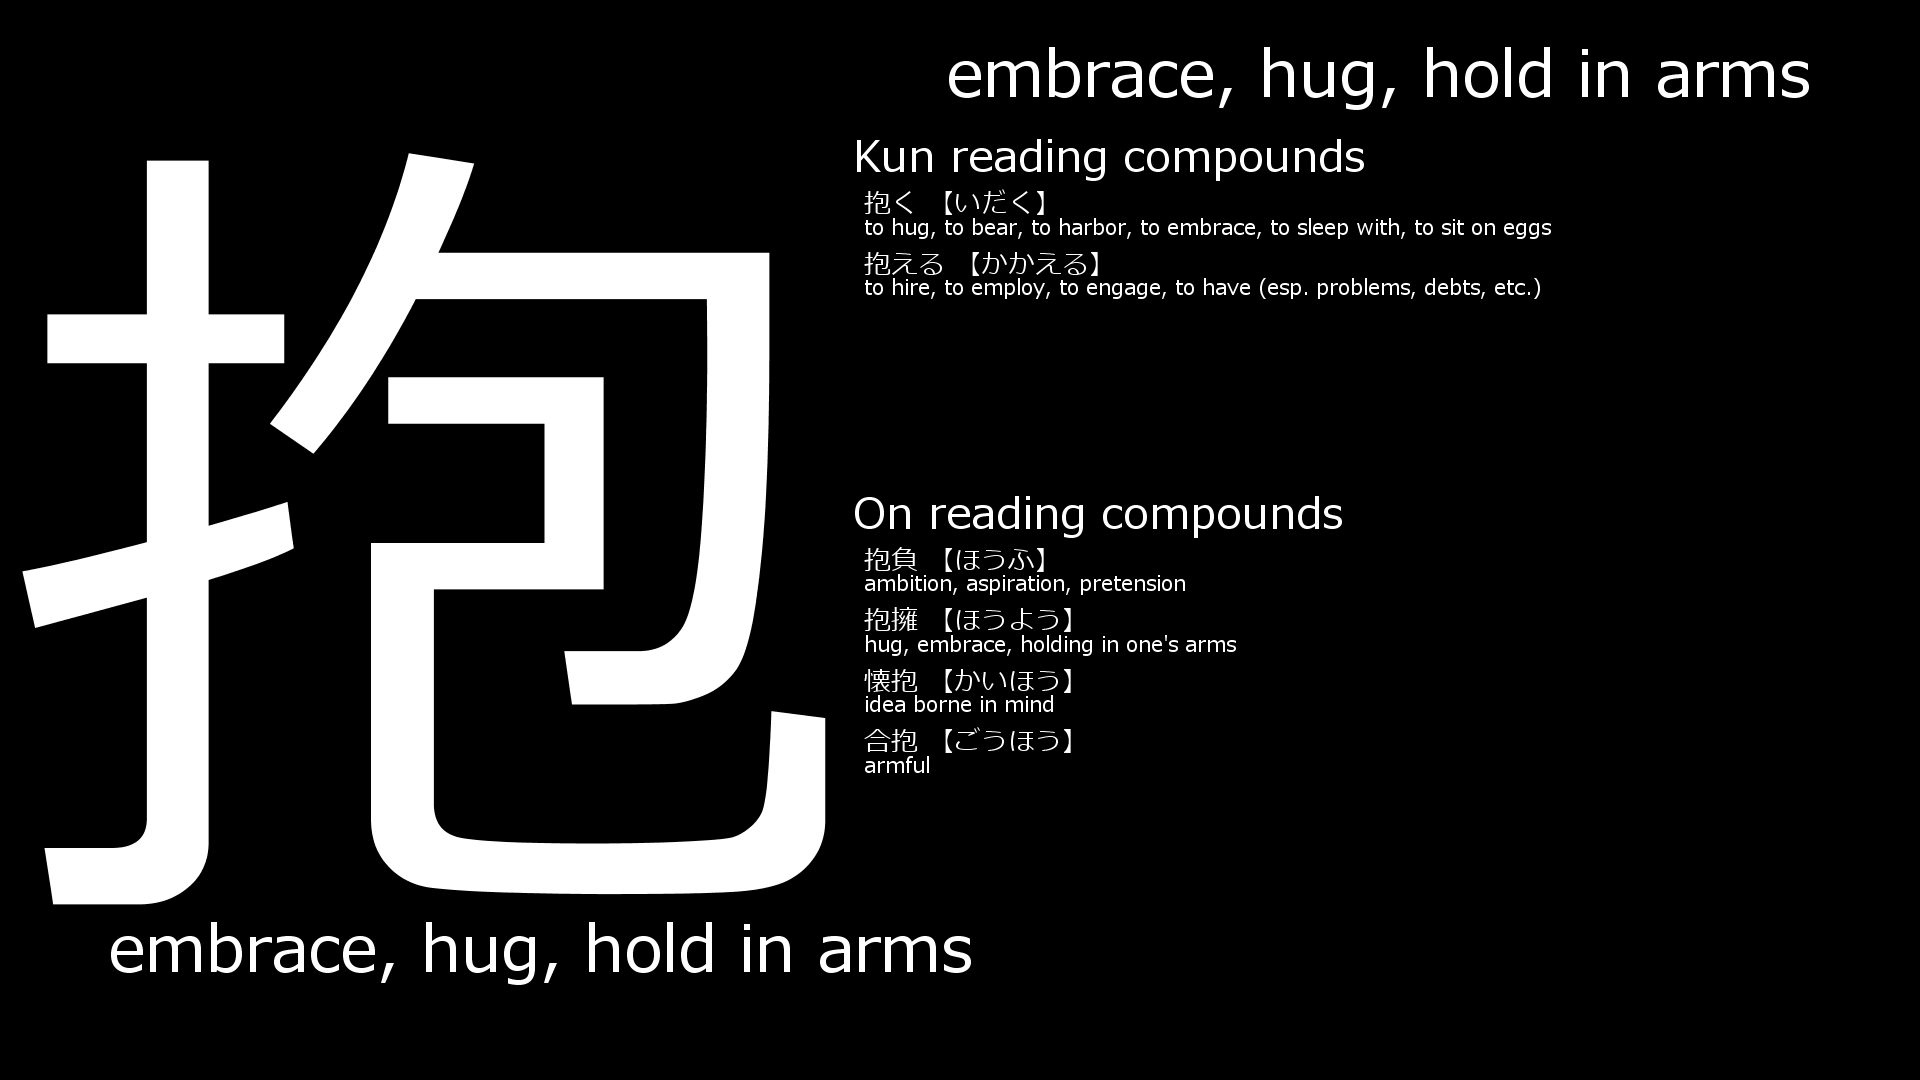 抱
embrace, hug, hold in arms
embrace, hug, hold in arms
Kun reading compounds
抱く 【いだく】
to hug, to bear, to harbor, to embrace, to sleep with, to sit on eggs
抱える 【かかえる】
to hire, to employ, to engage, to have (esp. problems, debts, etc.)
On reading compounds
抱負 【ほうふ】
ambition, aspiration, pretension
抱擁 【ほうよう】
hug, embrace, holding in one's arms
懐抱 【かいほう】
idea borne in mind
合抱 【ごうほう】
armful